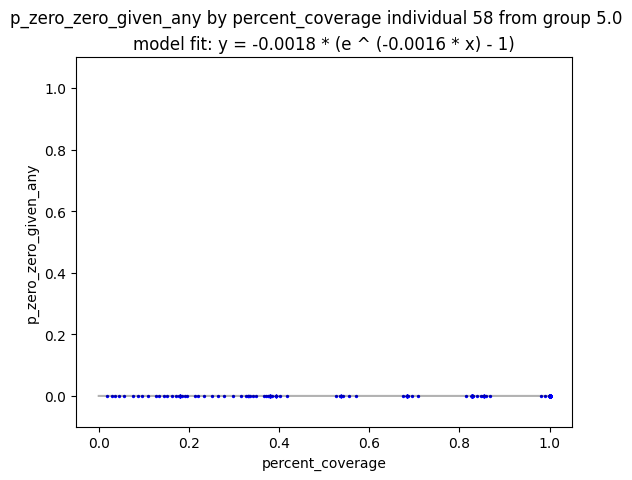 p_zero_zero_given_any by percent_coverage individual 58 from group 5.0
model fit: y = -0.0018 * (e ^ (-0.0016 * x) - 1)
1.0
0.8
0.6
0.4
0.2
0.0
p_zero_zero_given_any
0.0 0.2 0.4 0.6 0.8 1.0
percent_coverage